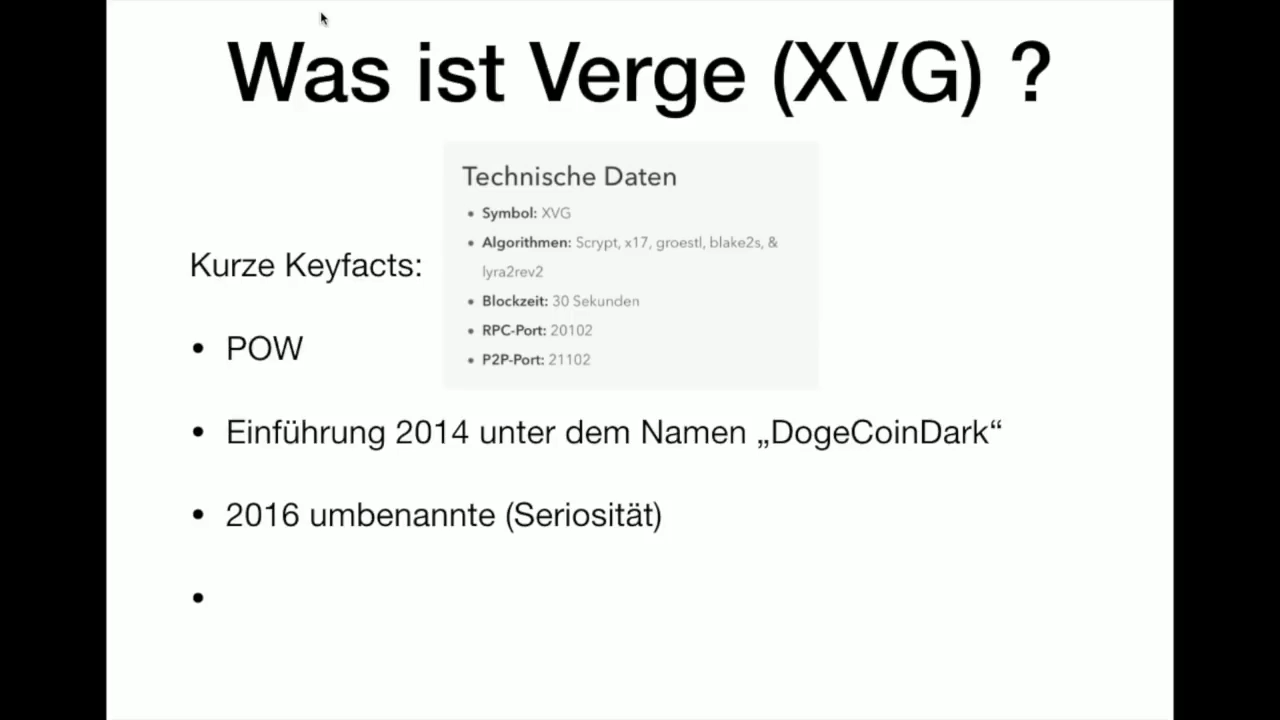 Was ist Verge (XVG) ?
Technische Daten
• Symbol: XVG
• Algorithmen: Scrypt, x17, groestl, blake2s, &
lyra2rev2
• Blockzeit: 30 Sekunden
• RPC-Port: 20102
• P2P-Port: 21102
Kurze Keyfacts:
• POW
• Einführung 2014 unter dem Namen „DogeCoinDark“
• 2016 umbenannte (Seriosität)
•